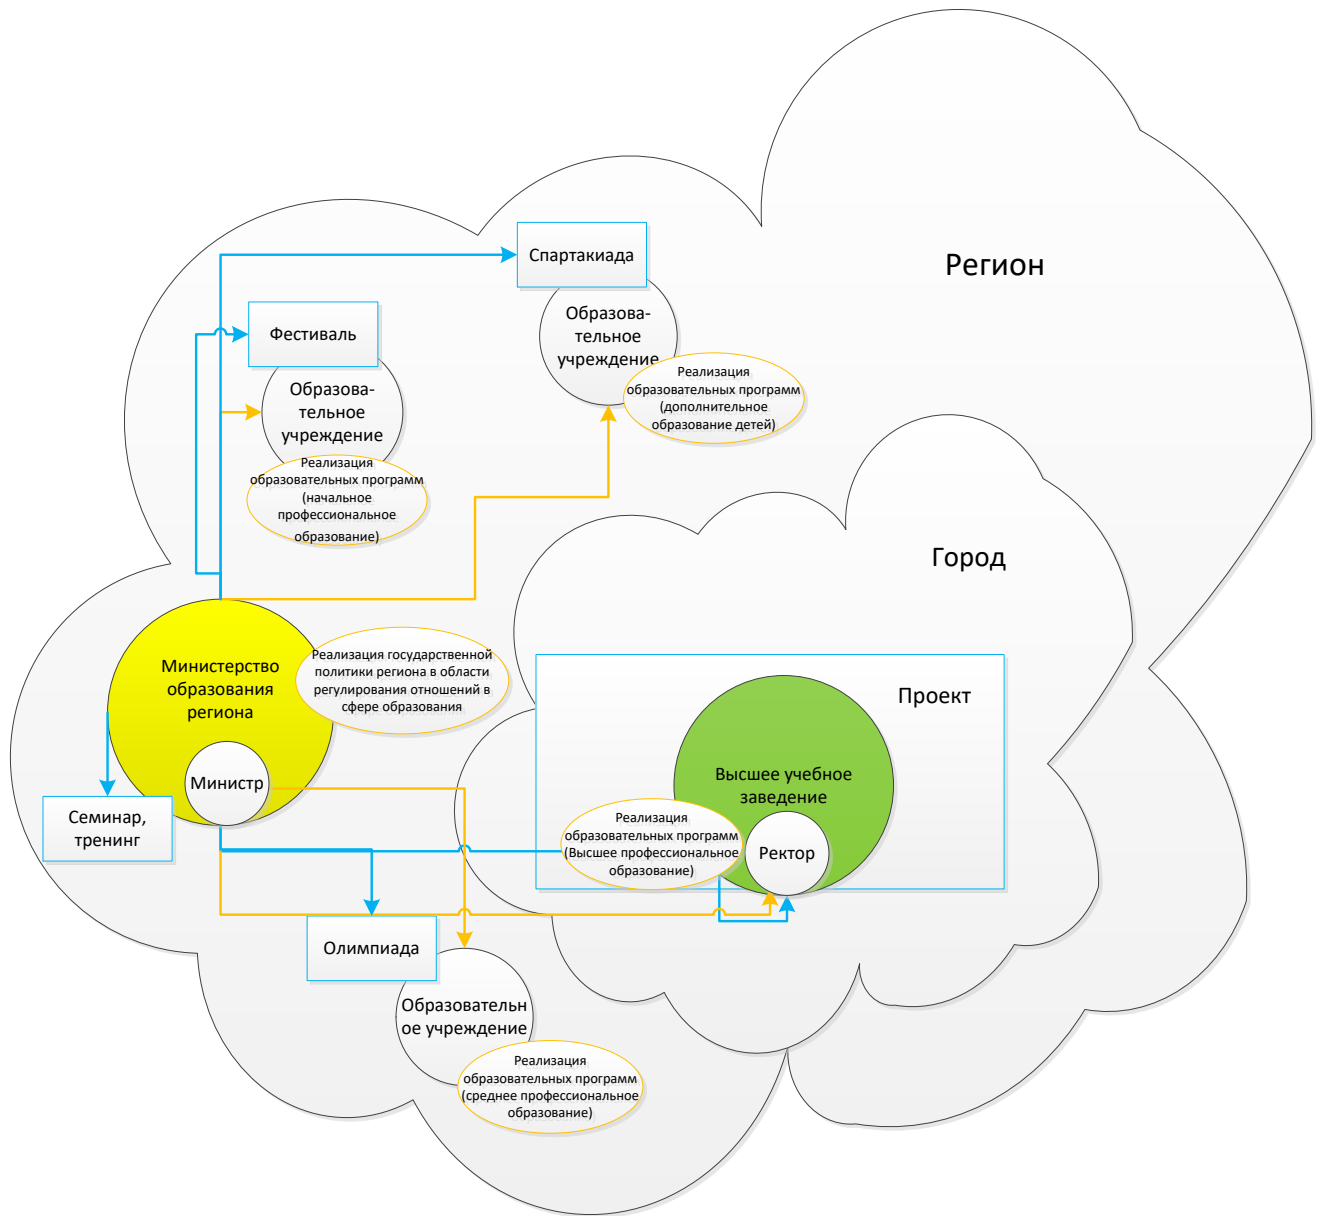 Регион
Спартакиада
Образова-
тельное
учреждение
Реализация
образовательных программ
(дополнительное
образование детей)
Фестиваль
Образова-
тельное
учреждение
Реализация
образовательных программ
(начальное
профессиональное
образование)
Город
Министерство
образования
региона
Реализация государственной
политики региона в области
регулирования отношений в
сфере образования
Министр
Семинар,
тренинг
Проект
Высшее учебное
заведение
Реализация
образовательных программ
(Высшее профессиональное
образование)
Ректор
Олимпиада
Образовательн
ое учреждение
Реализация
образовательных программ
(среднее профессиональное
образование)